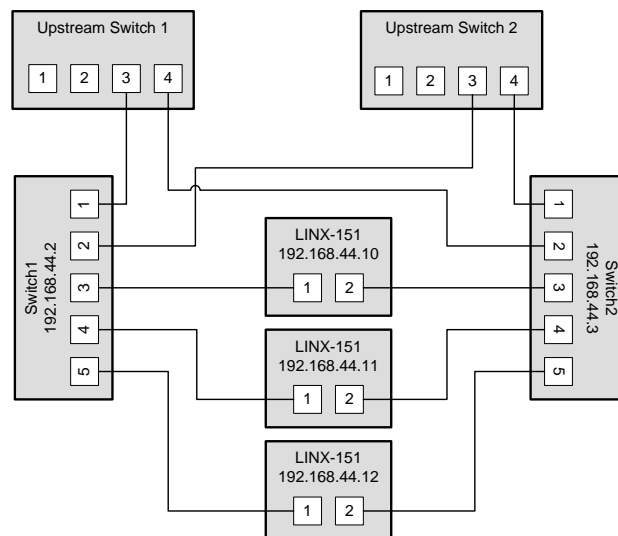 Upstream Switch 1
1 2 3 4
Upstream Switch 2
1 2 3 4
Switch1
192.168.44.2
1
2
3
4
5
LINX-151
192.168.44.10
1 2
LINX-151
192.168.44.11
1 2
LINX-151
192.168.44.12
1 2
Switch2
192.168.44.3
1
2
3
4
5